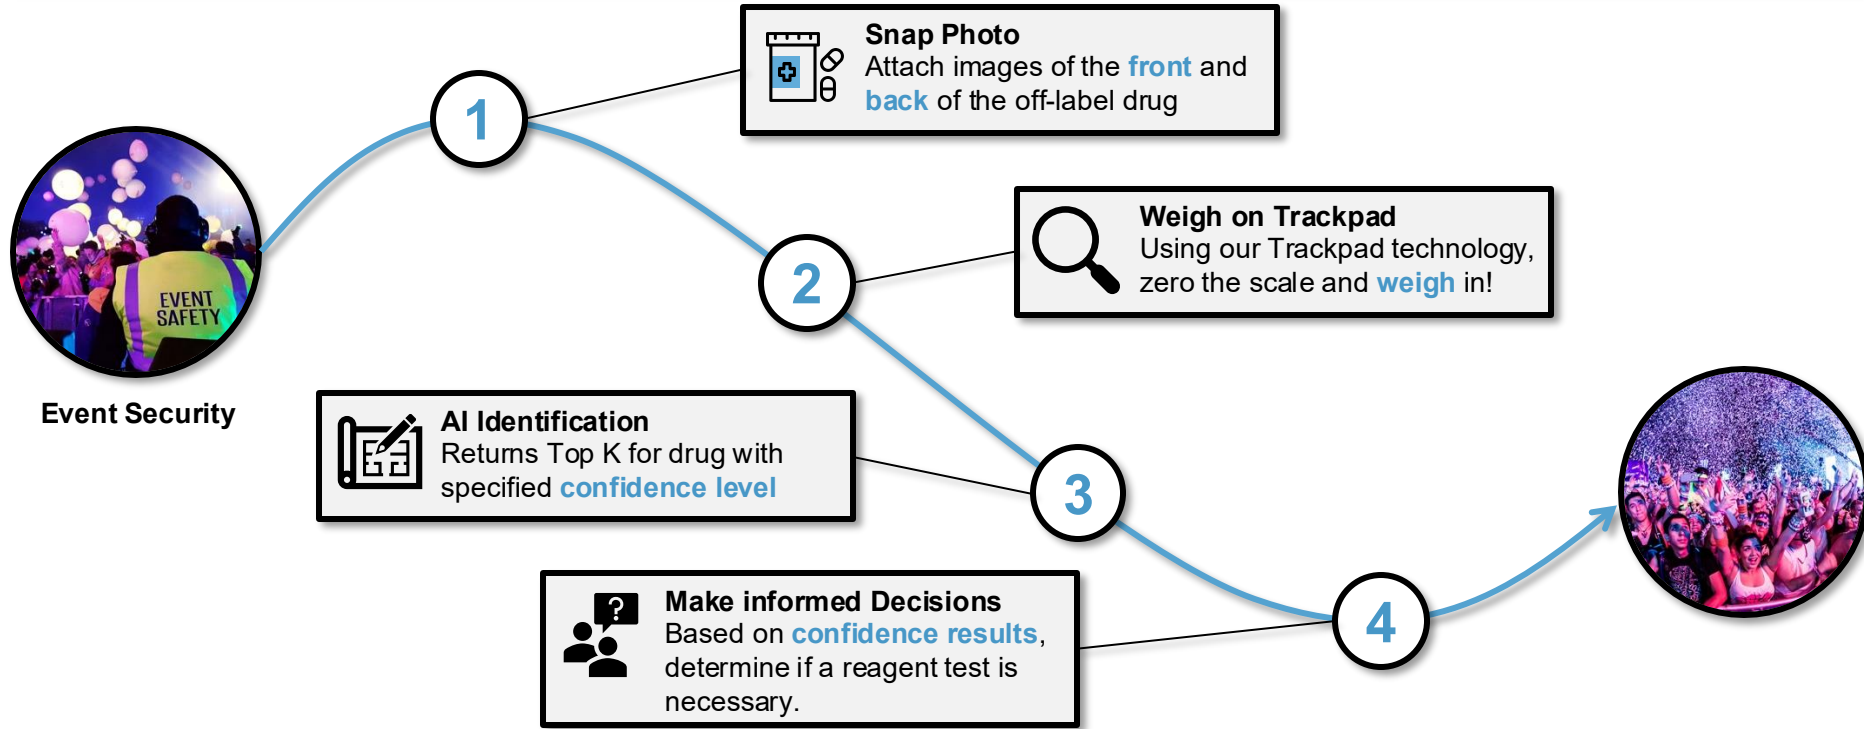 1
Snap Photo
Attach images of the front and
back of the off-label drug
EVENT
SAFETY
Event Security
2
Weigh on Trackpad
Using our Trackpad technology,
zero the scale and weigh in!
AI Identification
Returns Top K for drug with
specified confidence level
3
?
Make informed Decisions
Based on confidence results,
determine if a reagent test is
necessary.
4